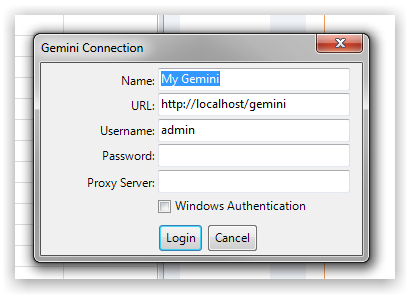 Gemini Connection
Name: My Gemini
URL: http://localhost/gemini
Username: admin
Password:
Proxy Server:
Windows Authentication
Login Cancel